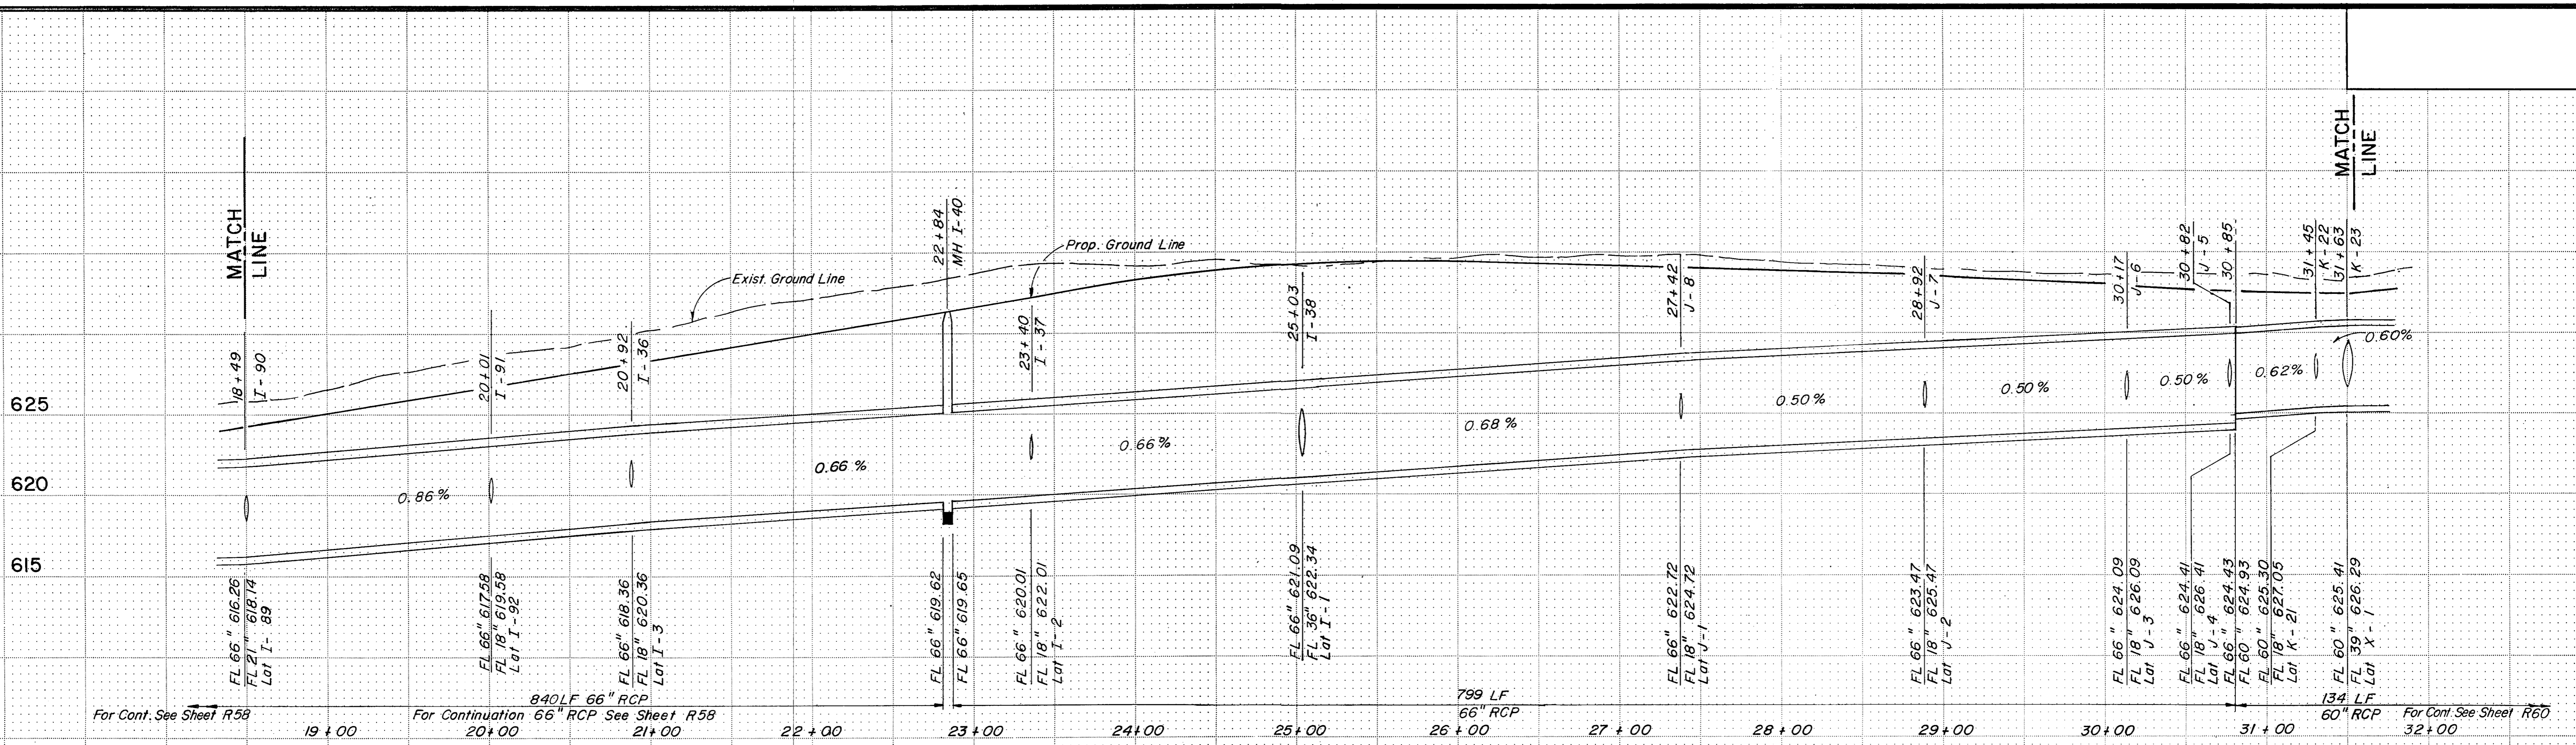 MATCH
LINE
18+49
I-90
20+01
I-91
20+92
I-36
Exist. Ground Line
22+84
MH I-40
Prop. Ground Line
23+40
I-37
25+03
I-38
27+42
J-8
28+92
J-7
30+17
J-6
30+82
J-5
30+85
31+45
K-22
31+63
K-23
MATCH
LINE
625
620
615
0.86%
0.66%
0.66%
0.68%
0.50%
0.50%
0.50%
0.62%
0.60%
FL 66" 616.26
FL 21" 618.14
Lat I-89
FL 66" 617.58
FL 18" 619.58
Lat I-92
FL 66" 618.36
FL 18" 620.36
Lat I-3
FL 66" 619.62
FL 66" 619.65
FL 66" 620.01
FL 18" 622.01
Lat I-2
FL 66" 621.09
FL 36" 622.34
Lat I-1
FL 66" 622.72
FL 18" 624.72
Lat J-1
FL 66" 623.47
FL 18" 625.47
Lat J-2
FL 66" 624.09
FL 18" 626.09
Lat J-3
FL 66" 624.41
FL 18" 626.41
Lat J-4
FL 66" 624.43
FL 60" 624.93
FL 60" 625.30
FL 18" 627.05
Lat K-21
FL 60" 625.41
FL 39" 626.29
Lat X-1
840 LF 66" RCP
799 LF
66" RCP
134 LF
60" RCP
For Cont. See Sheet R58
For Continuation 66" RCP See Sheet R58
For Cont. See Sheet R60
19+00
20+00
21+00
22+00
23+00
24+00
25+00
26+00
27+00
28+00
29+00
30+00
31+00
32+00